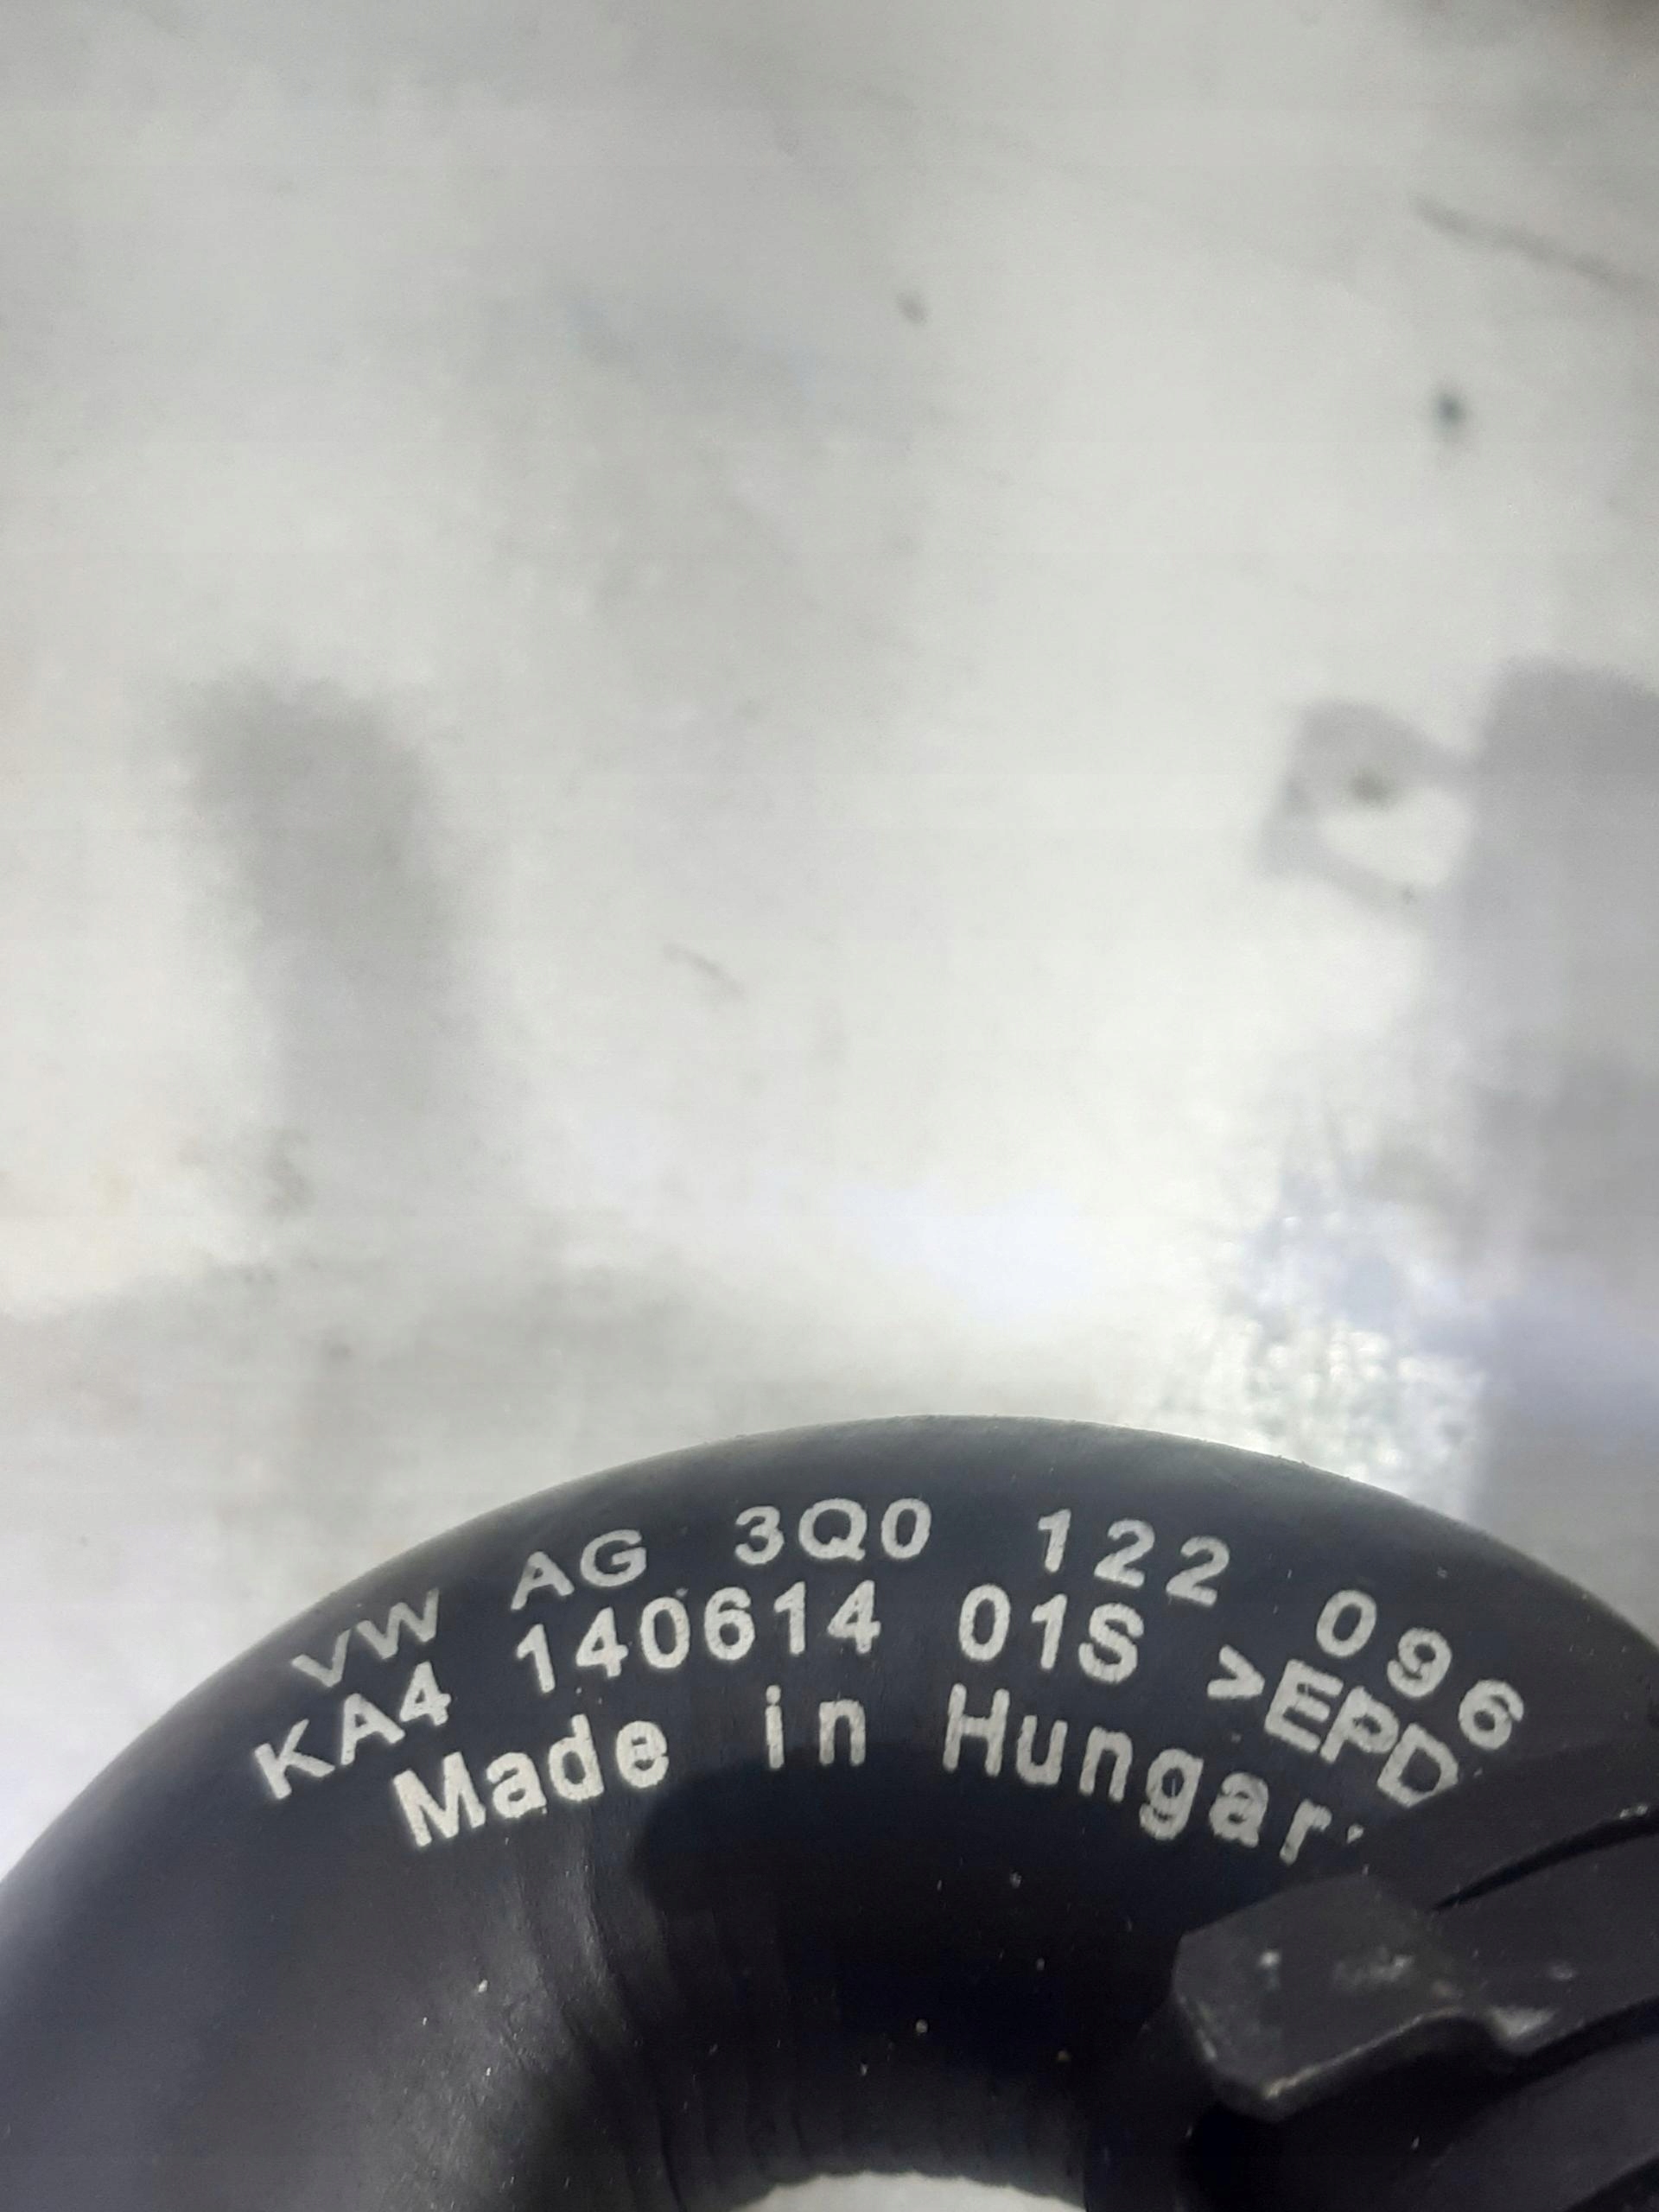 VW AG 3Q0 122 096
KA4 140614 01S >EPD
Made in Hungar